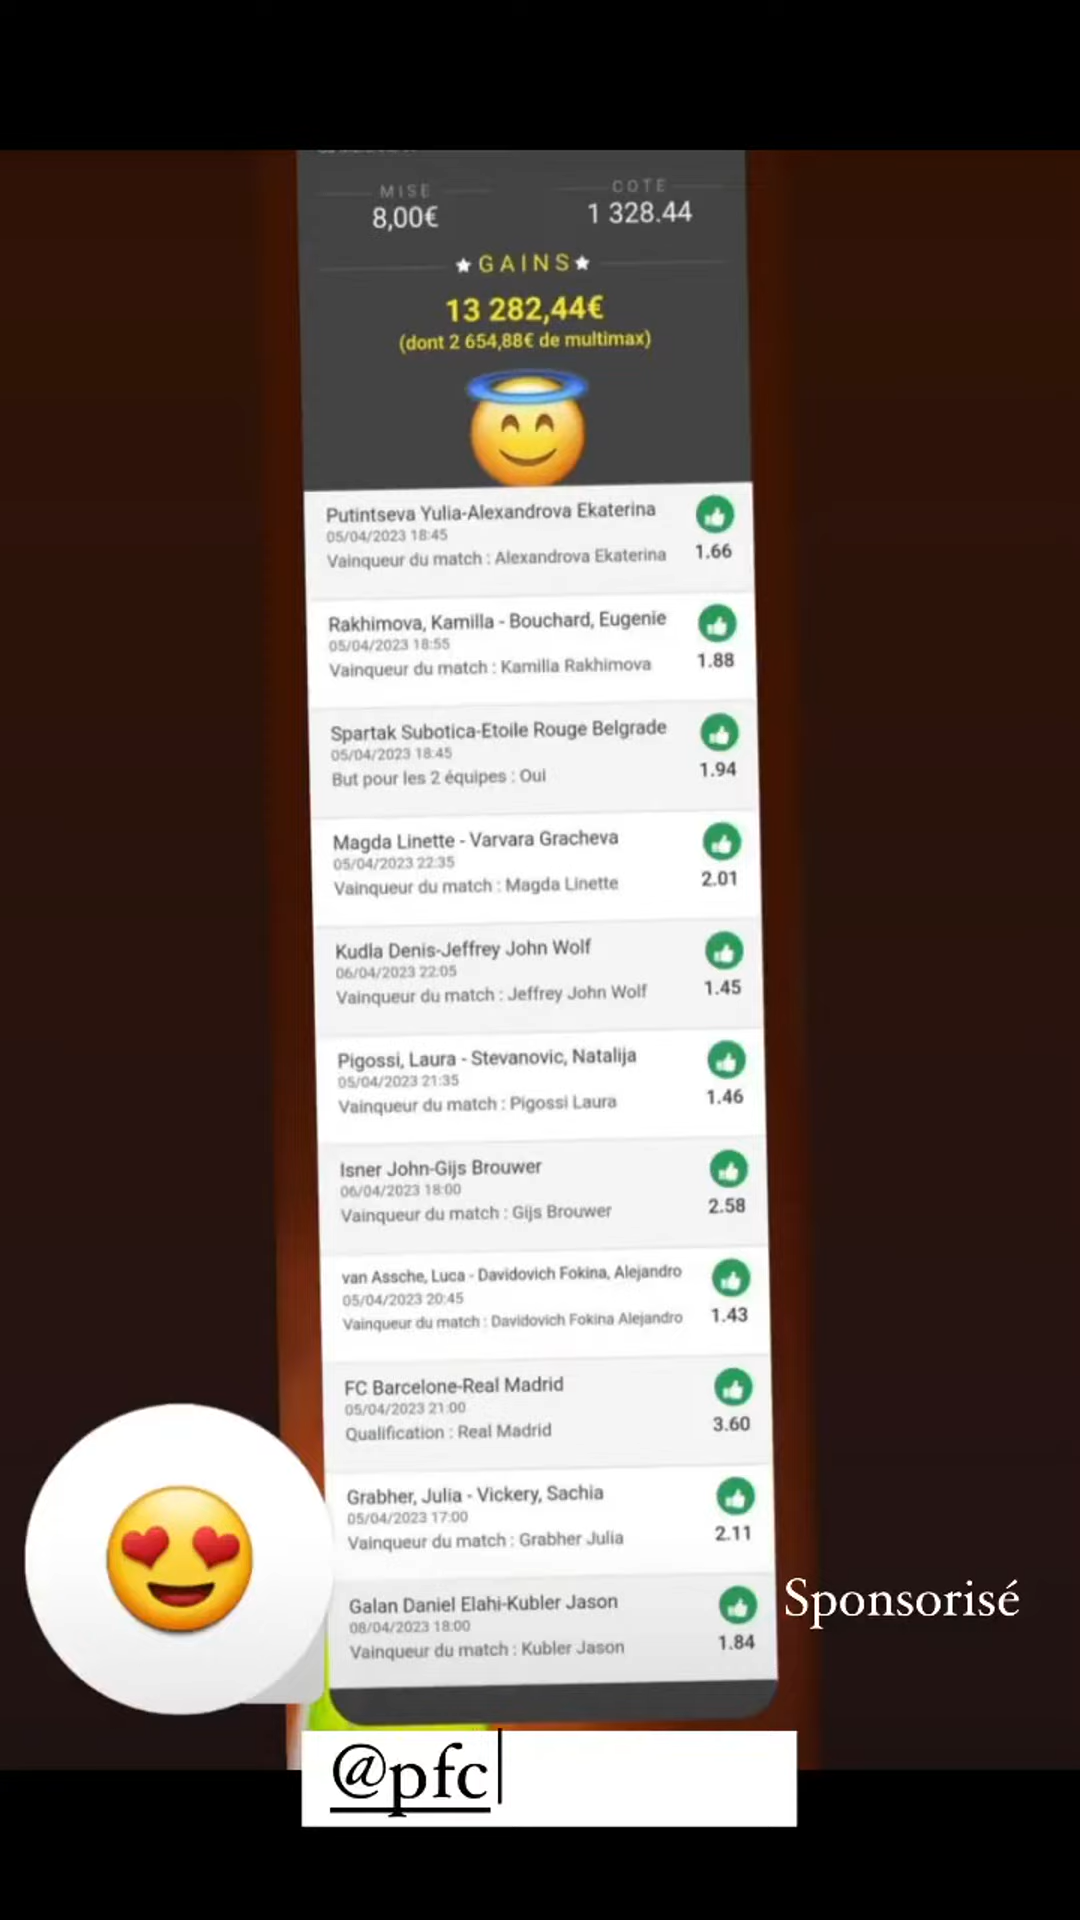 MISE
COTE
8,00€
1 328.44
GAINS
13 282,44€
(dont 2 654,88€ de multimax)
Putintseva Yulia-Alexandrova Ekaterina
05/04/2023 18:45
Vainqueur du match : Alexandrova Ekaterina
1.66
Rakhimova, Kamilla - Bouchard, Eugenie
05/04/2023 18:55
Vainqueur du match : Kamilla Rakhimova
1.88
Spartak Subotica-Etoile Rouge Belgrade
05/04/2023 18:45
But pour les 2 équipes : Oui
1.94
Magda Linette - Varvara Gracheva
05/04/2023 22:35
Vainqueur du match : Magda Linette
2.01
Kudla Denis-Jeffrey John Wolf
06/04/2023 22:05
Vainqueur du match : Jeffrey John Wolf
1.45
Pigossi, Laura - Stevanovic, Natalija
05/04/2023 21:35
Vainqueur du match : Pigossi Laura
1.46
Isner John-Gijs Brouwer
06/04/2023 18:00
Vainqueur du match : Gijs Brouwer
2.58
van Assche, Luca - Davidovich Fokina, Alejandro
05/04/2023 20:45
Vainqueur du match : Davidovich Fokina Alejandro
1.43
FC Barcelone-Real Madrid
05/04/2023 21:00
Qualification : Real Madrid
3.60
Grabher, Julia - Vickery, Sachia
05/04/2023 17:00
Vainqueur du match : Grabher Julia
2.11
Galan Daniel Elahi-Kubler Jason
08/04/2023 18:00
Vainqueur du match : Kubler Jason
1.84
Sponsorisé
@pfc